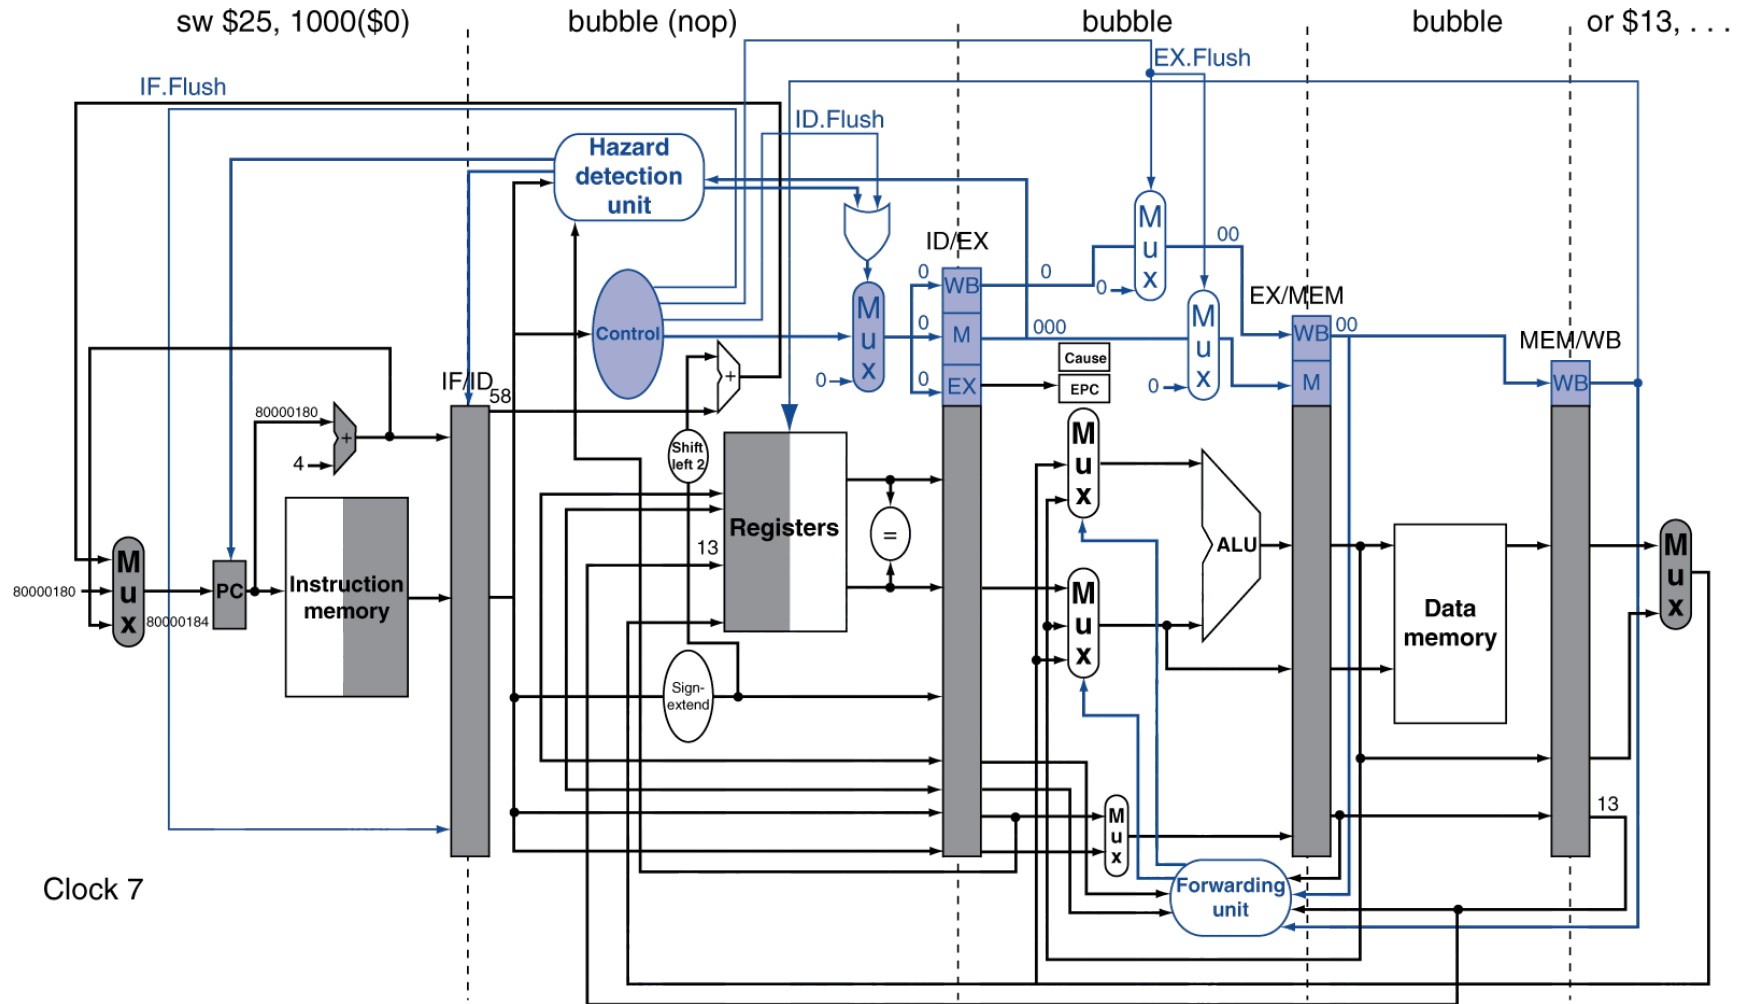 sw $25, 1000($0)
bubble (nop)
bubble
bubble
or $13, . . .
IF.Flush
EX.Flush
ID.Flush
Hazard
detection
unit
Control
M
u
x
0
0
0
0
ID/EX
WB
M
EX
0
000
M
u
x
0
00
M
u
x
0
Cause
EPC
EX/MEM
WB
M
00
MEM/WB
WB
IF/ID
58
80000180
4
+
+
Shift
left 2
M
u
x
80000180
80000184
PC
Instruction
memory
13
Registers
=
Sign-
extend
M
u
x
M
u
x
ALU
Data
memory
M
u
x
13
M
u
x
Forwarding
unit
Clock 7